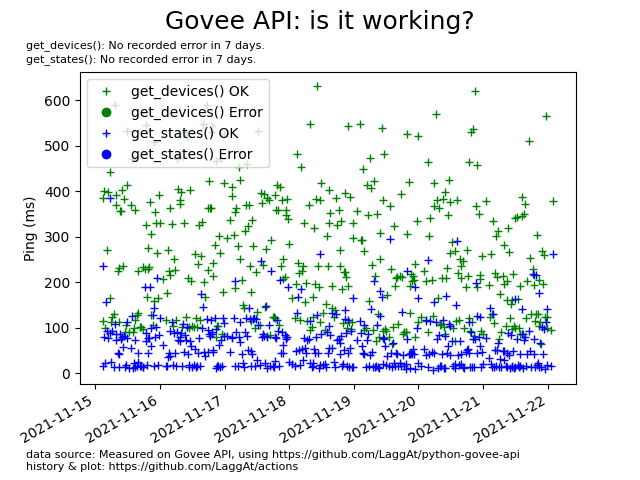 Govee API: is it working?
get_devices(): No recorded error in 7 days.
get_states(): No recorded error in 7 days.
get_devices() OK
get_devices() Error
get_states() OK
get_states() Error
Ping (ms)
600
500
400
300
200
100
0
2021-11-15
2021-11-16
2021-11-17
2021-11-18
2021-11-19
2021-11-20
2021-11-21
2021-11-22
data source: Measured on Govee API, using https://github.com/LaggAt/python-govee-api
history & plot: https://github.com/LaggAt/actions